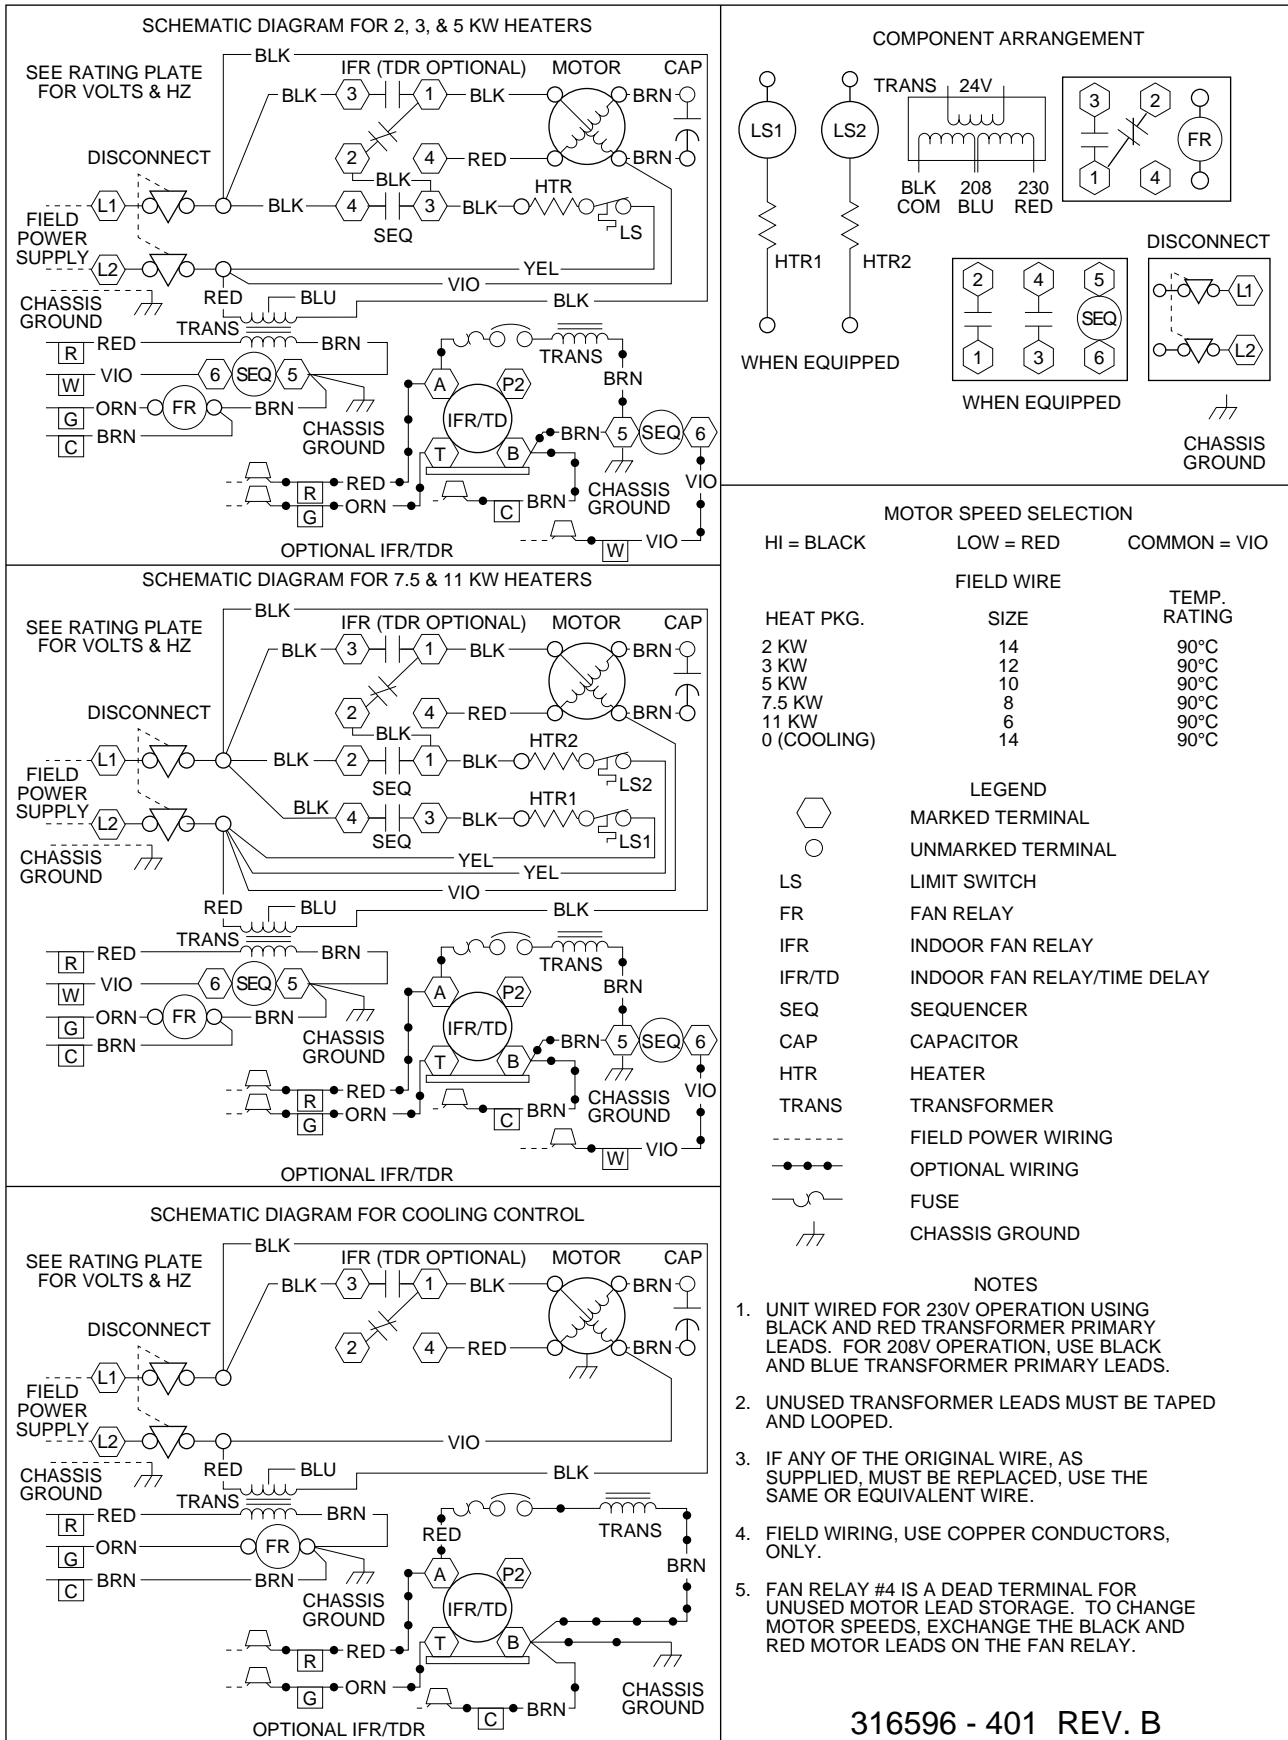 SCHEMATIC DIAGRAM FOR 2, 3, & 5 KW HEATERS
BLK
SEE RATING PLATE
FOR VOLTS & HZ
IFR (TDR OPTIONAL) MOTOR CAP
BLK 3 1 BLK BRN
DISCONNECT
2 4 RED BRN
BLK HTR
L1 BLK 4 3 BLK LS
SEQ
FIELD
POWER
SUPPLY
L2 YEL
VIO
CHASSIS
GROUND
RED BLU BLK
TRANS
R RED BRN
W VIO 6 SEQ 5
G ORN FR BRN
C BRN
CHASSIS
GROUND
TRANS
BRN
A P2
IFR/TD
T B BRN 5 SEQ 6
R RED
G ORN
C BRN
CHASSIS
GROUND
VIO
W VIO
OPTIONAL IFR/TDR
SCHEMATIC DIAGRAM FOR 7.5 & 11 KW HEATERS
BLK
SEE RATING PLATE
FOR VOLTS & HZ
IFR (TDR OPTIONAL) MOTOR CAP
BLK 3 1 BLK BRN
DISCONNECT
2 4 RED BRN
BLK HTR2
L1 BLK 2 1 BLK LS2
SEQ
FIELD
POWER
SUPPLY
BLK 4 3 BLK HTR1 LS1
SEQ
L2
YEL
YEL
VIO
CHASSIS
GROUND
RED BLU BLK
TRANS
R RED BRN
W VIO 6 SEQ 5
G ORN FR BRN
C BRN
CHASSIS
GROUND
TRANS
BRN
A P2
IFR/TD
T B BRN 5 SEQ 6
R RED
G ORN
C BRN
CHASSIS
GROUND
VIO
W VIO
OPTIONAL IFR/TDR
SCHEMATIC DIAGRAM FOR COOLING CONTROL
BLK
SEE RATING PLATE
FOR VOLTS & HZ
IFR (TDR OPTIONAL) MOTOR CAP
BLK 3 1 BLK BRN
DISCONNECT
2 4 RED BRN
L1
FIELD
POWER
SUPPLY
L2 VIO
CHASSIS
GROUND
RED BLU BLK
TRANS
R RED BRN
G ORN FR
C BRN BRN
CHASSIS
GROUND
TRANS
RED
BRN
A P2
IFR/TD
T B
R RED
G ORN
C BRN
CHASSIS
GROUND
OPTIONAL IFR/TDR
COMPONENT ARRANGEMENT
TRANS 24V
LS1 LS2
BLK 208 230
COM BLU RED
3 2 FR
1 4
HTR1 HTR2
WHEN EQUIPPED
2 4 5
SEQ
1 3 6
WHEN EQUIPPED
DISCONNECT
L1
L2
CHASSIS
GROUND
MOTOR SPEED SELECTION
HI = BLACK LOW = RED COMMON = VIO
FIELD WIRE
HEAT PKG. SIZE TEMP.
RATING
2 KW 14 90°C
3 KW 12 90°C
5 KW 10 90°C
7.5 KW 8 90°C
11 KW 6 90°C
0 (COOLING) 14 90°C
LEGEND
MARKED TERMINAL
UNMARKED TERMINAL
LS LIMIT SWITCH
FR FAN RELAY
IFR INDOOR FAN RELAY
IFR/TD INDOOR FAN RELAY/TIME DELAY
SEQ SEQUENCER
CAP CAPACITOR
HTR HEATER
TRANS TRANSFORMER
FIELD POWER WIRING
OPTIONAL WIRING
FUSE
CHASSIS GROUND
NOTES
1. UNIT WIRED FOR 230V OPERATION USING
BLACK AND RED TRANSFORMER PRIMARY
LEADS. FOR 208V OPERATION, USE BLACK
AND BLUE TRANSFORMER PRIMARY LEADS.
2. UNUSED TRANSFORMER LEADS MUST BE TAPED
AND LOOPED.
3. IF ANY OF THE ORIGINAL WIRE, AS
SUPPLIED, MUST BE REPLACED, USE THE
SAME OR EQUIVALENT WIRE.
4. FIELD WIRING, USE COPPER CONDUCTORS,
ONLY.
5. FAN RELAY #4 IS A DEAD TERMINAL FOR
UNUSED MOTOR LEAD STORAGE. TO CHANGE
MOTOR SPEEDS, EXCHANGE THE BLACK AND
RED MOTOR LEADS ON THE FAN RELAY.
316596 - 401 REV. B